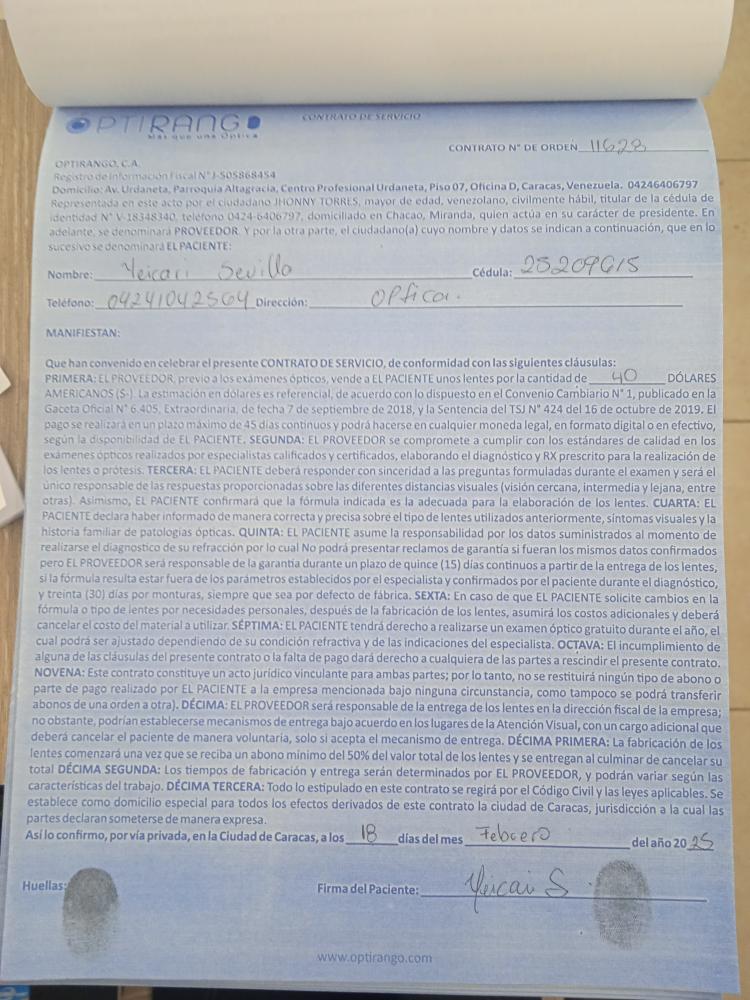 OPTIRANGO
Más que una Óptica
CONTRATO DE SERVICIO
CONTRATO N° DE ORDEN 11628
OPTIRANGO, C.A.
Registro de Información Fiscal N° J-505868454
Domicilio: Av. Urdaneta, Parroquia Altagracia, Centro Profesional Urdaneta, Piso 07, Oficina D, Caracas, Venezuela. 04246406797
Representada en este acto por el ciudadano JHONNY TORRES, mayor de edad, venezolano, civilmente hábil, titular de la cédula de
identidad N° V-18348340, teléfono 0424-6406797, domiciliado en Chacao, Miranda, quien actúa en su carácter de presidente. En
adelante, se denominará PROVEEDOR. Y por la otra parte, el ciudadano(a) cuyo nombre y datos se indican a continuación, que en lo
sucesivo se denominará EL PACIENTE:
Nombre: Yeicari Sevilla Cédula: 25209615
Teléfono: 04241042564 Dirección: Optica.
MANIFIESTAN:
Que han convenido en celebrar el presente CONTRATO DE SERVICIO, de conformidad con las siguientes cláusulas:
PRIMERA: EL PROVEEDOR, previo a los exámenes ópticos, vende a EL PACIENTE unos lentes por la cantidad de 40 DÓLARES
AMERICANOS ($-). La estimación en dólares es referencial, de acuerdo con lo dispuesto en el Convenio Cambiario N° 1, publicado en la
Gaceta Oficial N° 6.405, Extraordinaria, de fecha 7 de septiembre de 2018, y la Sentencia del TSJ N° 424 del 16 de octubre de 2019. El
pago se realizará en un plazo máximo de 45 días continuos y podrá hacerse en cualquier moneda legal, en formato digital o en efectivo,
según la disponibilidad de EL PACIENTE. SEGUNDA: EL PROVEEDOR se compromete a cumplir con los estándares de calidad en los
exámenes ópticos realizados por especialistas calificados y certificados, elaborando el diagnóstico y RX prescrito para la realización de
los lentes o prótesis. TERCERA: EL PACIENTE deberá responder con sinceridad a las preguntas formuladas durante el examen y será el
único responsable de las respuestas proporcionadas sobre las diferentes distancias visuales (visión cercana, intermedia y lejana, entre
otras). Asimismo, EL PACIENTE confirmará que la fórmula indicada es la adecuada para la elaboración de los lentes. CUARTA: EL
PACIENTE declara haber informado de manera correcta y precisa sobre el tipo de lentes utilizados anteriormente, síntomas visuales y la
historia familiar de patologías ópticas. QUINTA: EL PACIENTE asume la responsabilidad por los datos suministrados al momento de
realizarse el diagnostico de su refracción por lo cual No podrá presentar reclamos de garantía si fueran los mismos datos confirmados
pero EL PROVEEDOR será responsable de la garantía durante un plazo de quince (15) días continuos a partir de la entrega de los lentes,
si la fórmula resulta estar fuera de los parámetros establecidos por el especialista y confirmados por el paciente durante el diagnóstico,
y treinta (30) días por monturas, siempre que sea por defecto de fábrica. SEXTA: En caso de que EL PACIENTE solicite cambios en la
fórmula o tipo de lentes por necesidades personales, después de la fabricación de los lentes, asumirá los costos adicionales y deberá
cancelar el costo del material a utilizar. SÉPTIMA: EL PACIENTE tendrá derecho a realizarse un examen óptico gratuito durante el año, el
cual podrá ser ajustado dependiendo de su condición refractiva y de las indicaciones del especialista. OCTAVA: El incumplimiento de
alguna de las cláusulas del presente contrato o la falta de pago dará derecho a cualquiera de las partes a rescindir el presente contrato.
NOVENA: Este contrato constituye un acto jurídico vinculante para ambas partes; por lo tanto, no se restituirá ningún tipo de abono o
parte de pago realizado por EL PACIENTE a la empresa mencionada bajo ninguna circunstancia, como tampoco se podrá transferir
abonos de una orden a otra). DÉCIMA: EL PROVEEDOR será responsable de la entrega de los lentes en la dirección fiscal de la empresa;
no obstante, podrían establecerse mecanismos de entrega bajo acuerdo en los lugares de la Atención Visual, con un cargo adicional que
deberá cancelar el paciente de manera voluntaria, solo si acepta el mecanismo de entrega. DÉCIMA PRIMERA: La fabricación de los
lentes comenzará una vez que se reciba un abono mínimo del 50% del valor total de los lentes y se entregan al culminar de cancelar su
total DÉCIMA SEGUNDA: Los tiempos de fabricación y entrega serán determinados por EL PROVEEDOR, y podrán variar según las
características del trabajo. DÉCIMA TERCERA: Todo lo estipulado en este contrato se regirá por el Código Civil y las leyes aplicables. Se
establece como domicilio especial para todos los efectos derivados de este contrato la ciudad de Caracas, jurisdicción a la cual las
partes declaran someterse de manera expresa.
Así lo confirmo, por vía privada, en la Ciudad de Caracas, a los 18 días del mes Febrero del año 2025
Huellas: Firma del Paciente: Yeicari S
www.optirango.com